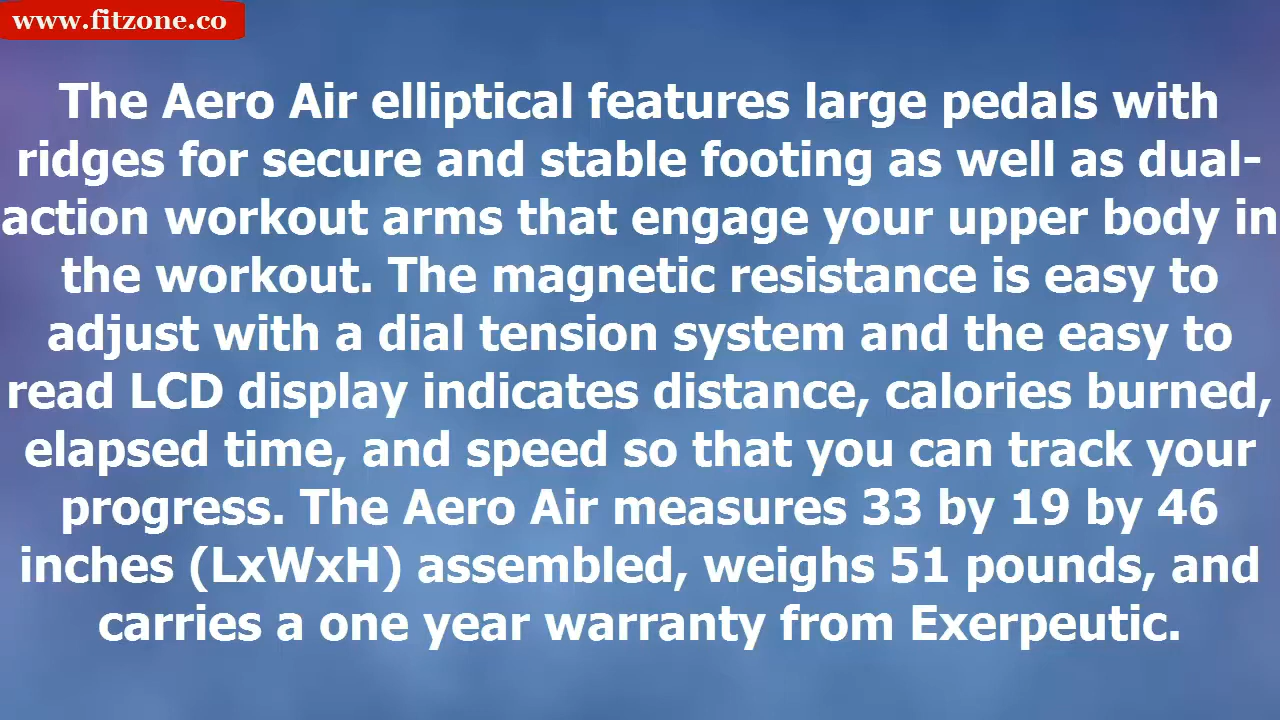 www.fitzone.co
The Aero Air elliptical features large pedals with
ridges for secure and stable footing as well as dual-
action workout arms that engage your upper body in
the workout. The magnetic resistance is easy to
adjust with a dial tension system and the easy to
read LCD display indicates distance, calories burned,
elapsed time, and speed so that you can track your
progress. The Aero Air measures 33 by 19 by 46
inches (LxWxH) assembled, weighs 51 pounds, and
carries a one year warranty from Exerpeutic.